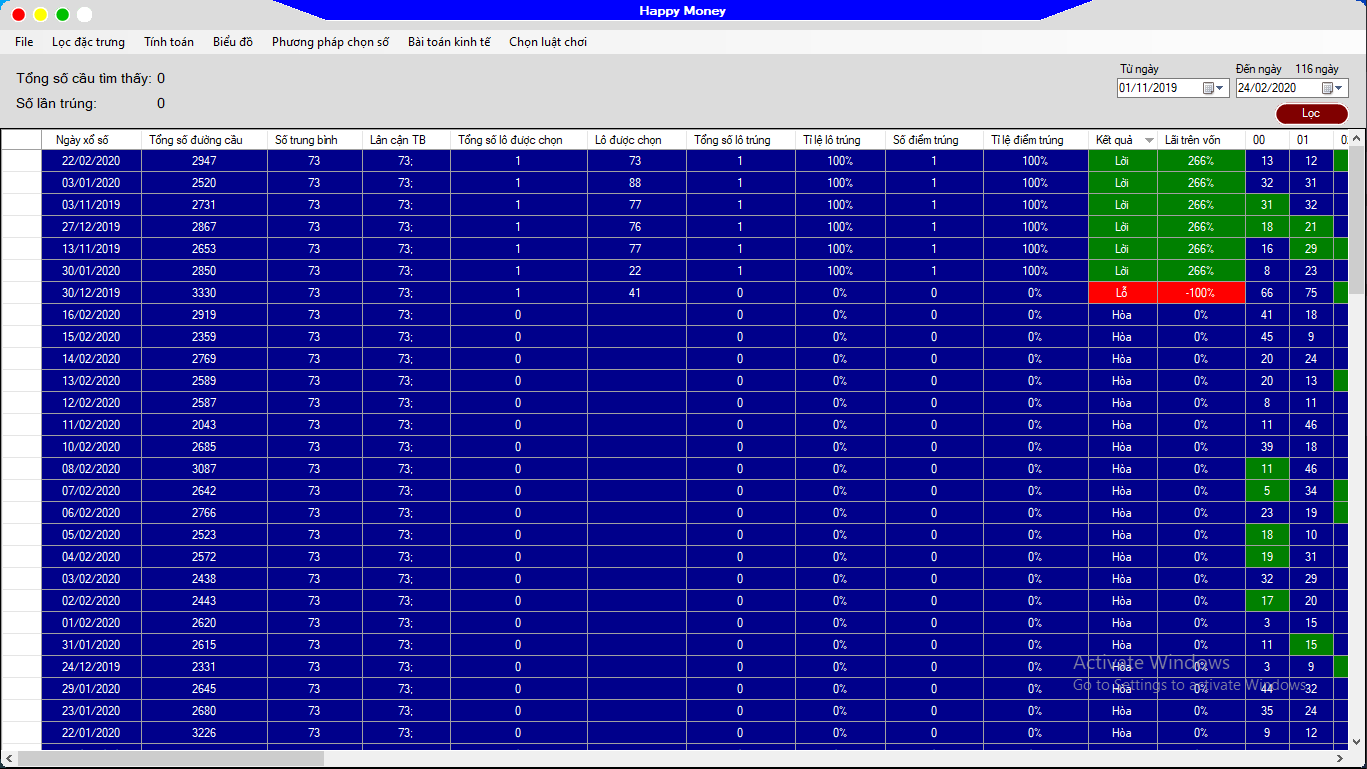 Happy Money
File Lọc đặc trưng Tính toán Biểu đồ Phương pháp chọn số Bài toán kinh tế Chọn luật chơi
Từ ngày Đến ngày 116 ngày
Tổng số cầu tìm thấy: 0
01/11/2019 24/02/2020
Số lần trúng: 0
Lọc
Ngày xổ số Tổng số đường cầu Số trung bình Lân cận TB Tổng số lô được chọn Lô được chọn Tổng số lô trúng Tỉ lệ lô trúng Số điểm trúng Tỉ lệ điểm trúng Kết quả Lãi trên vốn 00 01
22/02/2020 2947 73 73; 1 73 1 100% 1 100% Lời 266% 13 12
03/01/2020 2520 73 73; 1 88 1 100% 1 100% Lời 266% 32 31
03/11/2019 2731 73 73; 1 77 1 100% 1 100% Lời 266% 31 32
27/12/2019 2867 73 73; 1 76 1 100% 1 100% Lời 266% 18 21
13/11/2019 2653 73 73; 1 77 1 100% 1 100% Lời 266% 16 29
30/01/2020 2850 73 73; 1 22 1 100% 1 100% Lời 266% 8 23
30/12/2019 3330 73 73; 1 41 0 0% 0 0% Lỗ -100% 66 75
16/02/2020 2919 73 73; 0 0 0% 0 0% Hòa 0% 41 18
15/02/2020 2359 73 73; 0 0 0% 0 0% Hòa 0% 45 9
14/02/2020 2769 73 73; 0 0 0% 0 0% Hòa 0% 20 24
13/02/2020 2589 73 73; 0 0 0% 0 0% Hòa 0% 20 13
12/02/2020 2587 73 73; 0 0 0% 0 0% Hòa 0% 8 11
11/02/2020 2043 73 73; 0 0 0% 0 0% Hòa 0% 11 46
10/02/2020 2685 73 73; 0 0 0% 0 0% Hòa 0% 39 18
08/02/2020 3087 73 73; 0 0 0% 0 0% Hòa 0% 11 46
07/02/2020 2642 73 73; 0 0 0% 0 0% Hòa 0% 5 34
06/02/2020 2766 73 73; 0 0 0% 0 0% Hòa 0% 23 19
05/02/2020 2523 73 73; 0 0 0% 0 0% Hòa 0% 18 10
04/02/2020 2572 73 73; 0 0 0% 0 0% Hòa 0% 19 31
03/02/2020 2438 73 73; 0 0 0% 0 0% Hòa 0% 32 29
02/02/2020 2443 73 73; 0 0 0% 0 0% Hòa 0% 17 20
01/02/2020 2620 73 73; 0 0 0% 0 0% Hòa 0% 3 15
31/01/2020 2615 73 73; 0 0 0% 0 0% Hòa 0% 11 15
24/12/2019 2331 73 73; 0 0 0% 0 0% Hòa 0% 3 9
29/01/2020 2645 73 73; 0 0 0% 0 0% Hòa 0% 44 32
23/01/2020 2680 73 73; 0 0 0% 0 0% Hòa 0% 35 24
22/01/2020 3226 73 73; 0 0 0% 0 0% Hòa 0% 9 12
Activate Windows
Go to Settings to activate Windows.